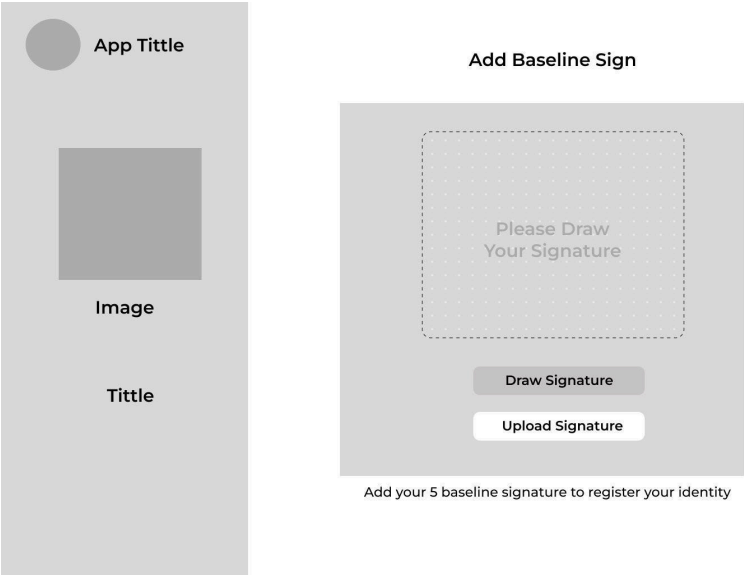 App Tittle
Image
Tittle
Add Baseline Sign
Please Draw
Your Signature
Draw Signature
Upload Signature
Add your 5 baseline signature to register your identity